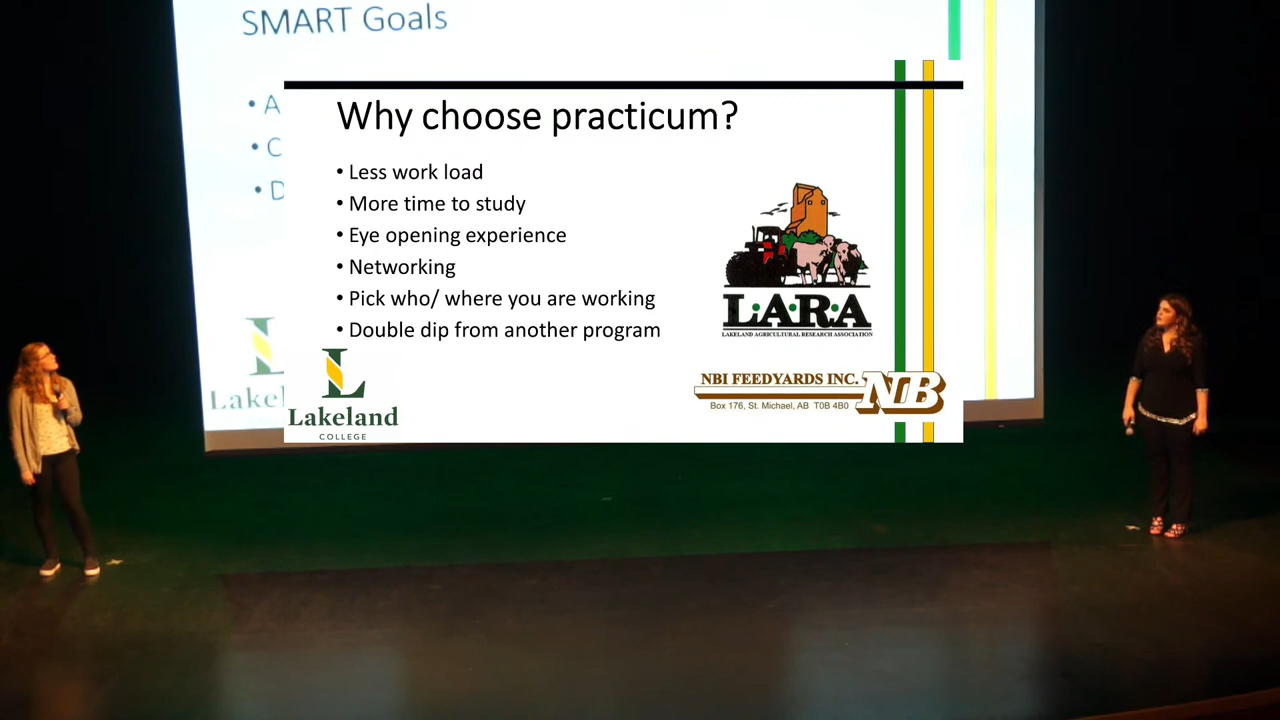 SMART Goals
• A
• C
• D
Lakel
Why choose practicum?
• Less work load
• More time to study
• Eye opening experience
• Networking
• Pick who/ where you are working
• Double dip from another program
L·A·R·A
LAKELAND AGRICULTURAL RESEARCH ASSOCIATION
NBI FEEDYARDS INC. NB
Box 176, St. Michael, AB T0B 4B0
Lakeland
COLLEGE